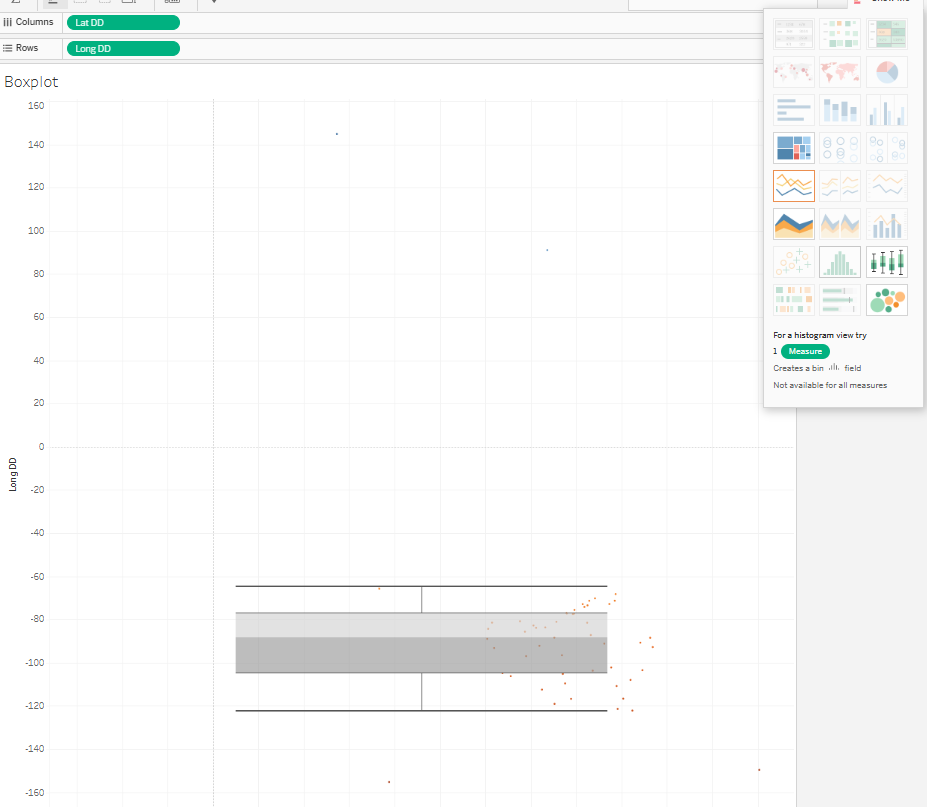 Columns
Lat DD
Rows
Long DD
Boxplot
160
140
120
100
80
60
40
20
0
-20
-40
-60
-80
-100
-120
-140
-160
Long DD
For a histogram view try
1 Measure
Creates a bin field
Not available for all measures